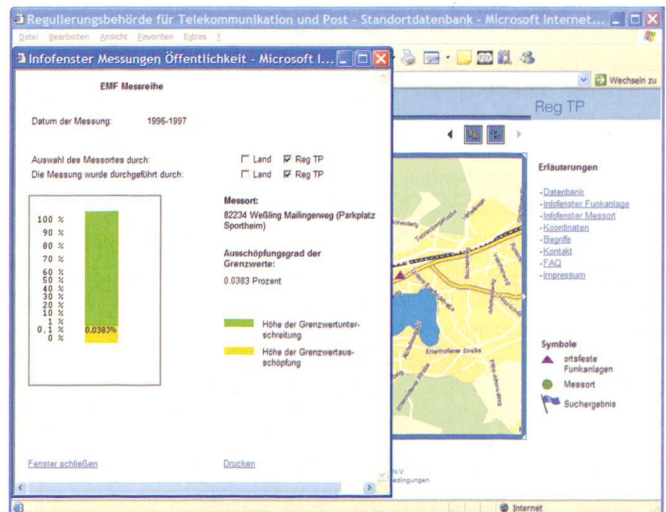 Regulierungsbehörde für Telekommunikation und Post - Standortdatenbank - Microsoft Internet...
Datei Bearbeiten Ansicht Favoriten Extras ?
Infofenster Messungen Öffentlichkeit - Microsoft I...
Wechseln zu
Reg TP
EMF Messreihe
Datum der Messung: 1996-1997
Auswahl des Messortes durch: Land Reg TP
Die Messung wurde durchgeführt durch: Land Reg TP
100 %
90 %
80 %
70 %
60 %
50 %
40 %
30 %
20 %
10 %
1 %
0,1 %
0 %
0.0383%
Messort:
82234 Weßling Mailingerweg (Parkplatz
Sportheim)
Ausschöpfungsgrad der
Grenzwerte:
0.0383 Prozent
Höhe der Grenzwertunter-
schreitung
Höhe der Grenzwertaus-
schöpfung
Fenster schließen
Drucken
Erläuterungen
-Datenbank
-Infofenster Funkanlage
-Infofenster Messort
-Koordinaten
-Begriffe
-Kontakt
-FAQ
-Impressum
Symbole
ortsfeste
Funkanlagen
Messort
Suchergebnis
N.V.
edingungen
Internet